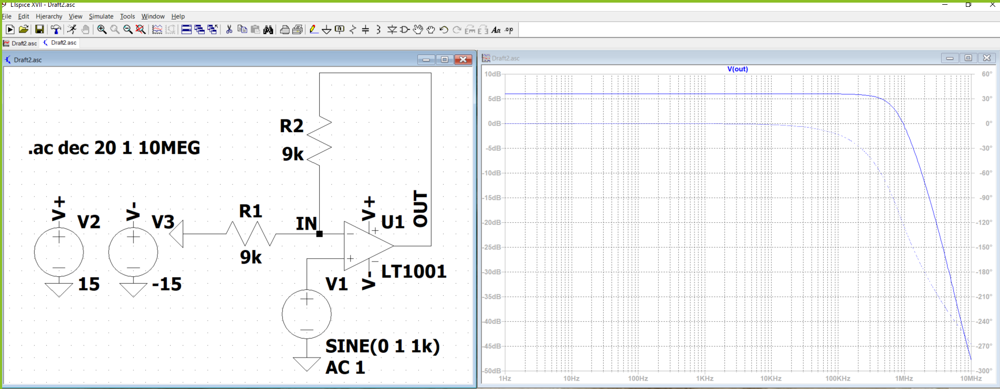 LTspice XVII - Draft2.asc
File Edit Hierarchy View Simulate Tools Window Help
Aa .op
Draft2.asc Draft2.asc
Draft2.asc
.ac dec 20 1 10MEG
R2
9k
V+
V2
15
V-
V3
-15
R1
9k
IN
V+
U1
OUT
LT1001
V-
V1
SINE(0 1 1k)
AC 1
Draft2.asc
V(out)
10dB 60°
5dB 30°
0dB 0°
-5dB -30°
-10dB -60°
-15dB -90°
-20dB -120°
-25dB -150°
-30dB -180°
-35dB -210°
-40dB -240°
-45dB -270°
-50dB -300°
1Hz 10Hz 100Hz 1KHz 10KHz 100KHz 1MHz 10MHz